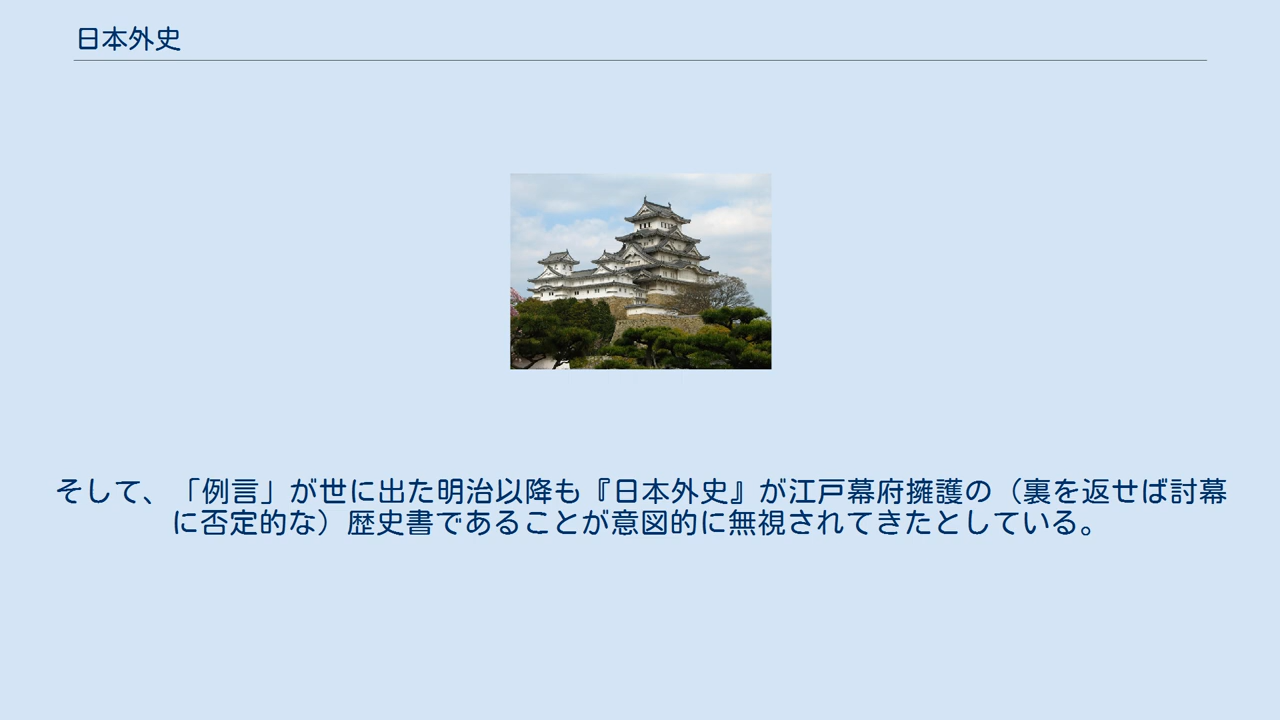 日本外史
そして、「例言」が世に出た明治以降も『日本外史』が江戸幕府擁護の（裏を返せば討幕
に否定的な）歴史書であることが意図的に無視されてきたとしている。